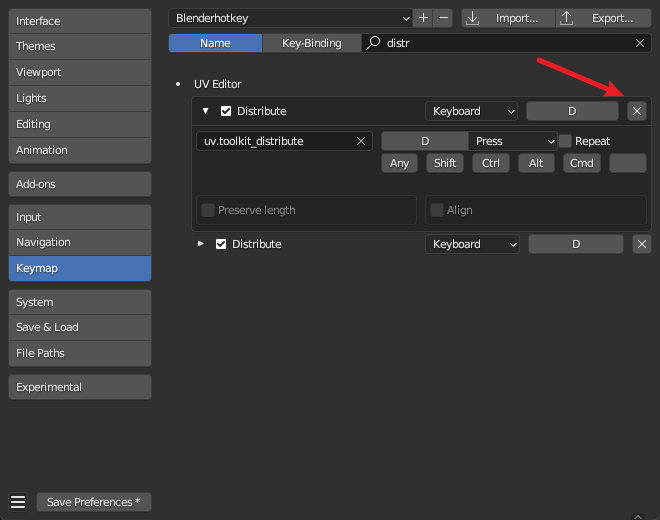 Interface
Themes
Viewport
Lights
Editing
Animation
Add-ons
Input
Navigation
Keymap
System
Save & Load
File Paths
Experimental
Save Preferences *
Blenderhotkey
Import...
Export...
Name
Key-Binding
distr
UV Editor
Distribute
Keyboard
D
uv.toolkit_distribute
D
Press
Repeat
Any
Shift
Ctrl
Alt
Cmd
Preserve length
Align
Distribute
Keyboard
D